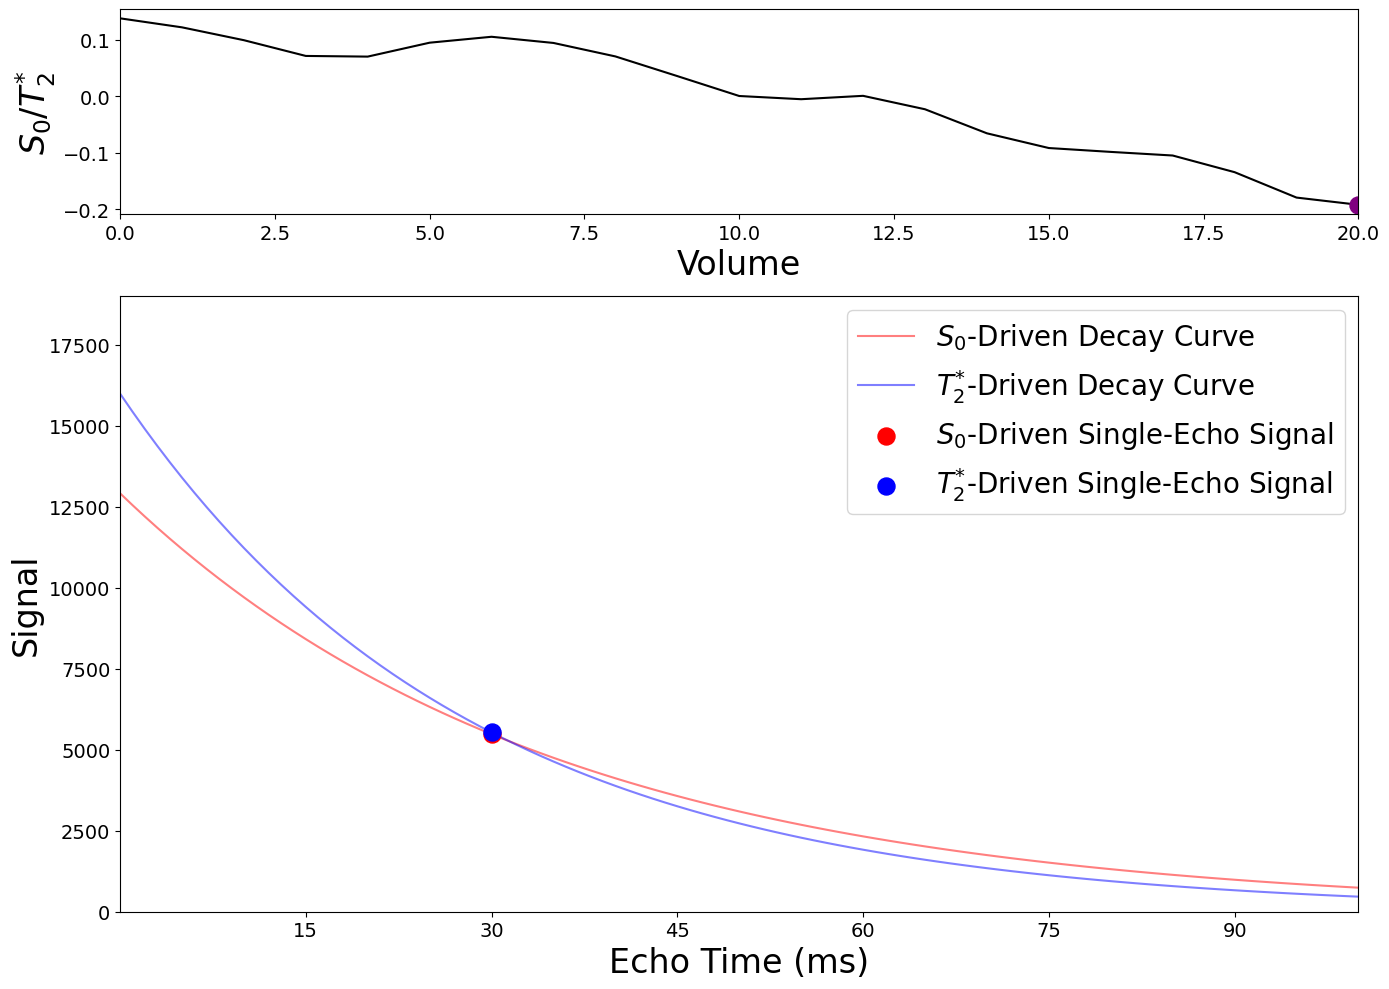 S₀/T₂*
0.1
0.0
−0.1
−0.2
0.0 2.5 5.0 7.5 10.0 12.5 15.0 17.5 20.0
Volume
S₀-Driven Decay Curve
T₂*-Driven Decay Curve
S₀-Driven Single-Echo Signal
T₂*-Driven Single-Echo Signal
Signal
17500
15000
12500
10000
7500
5000
2500
0
15 30 45 60 75 90
Echo Time (ms)